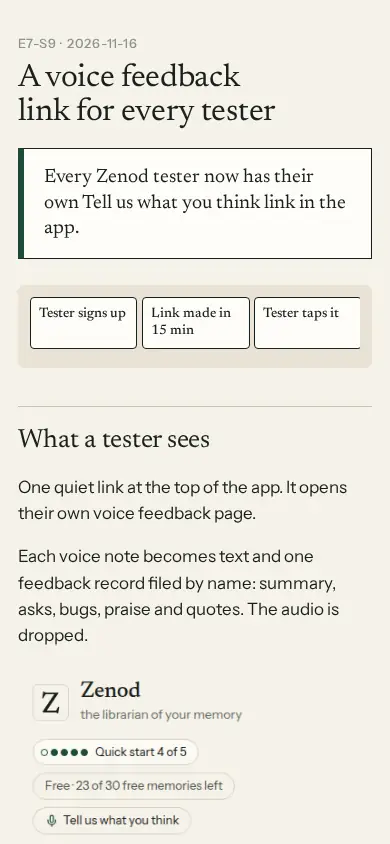 E7-S9 · 2026-11-16
A voice feedback
link for every tester
Every Zenod tester now has their
own Tell us what you think link in the
app.
Tester signs up
Link made in
15 min
Tester taps it
What a tester sees
One quiet link at the top of the app. It opens
their own voice feedback page.
Each voice note becomes text and one
feedback record filed by name: summary,
asks, bugs, praise and quotes. The audio is
dropped.
Z
Zenod
the librarian of your memory
Quick start 4 of 5
Free · 23 of 30 free memories left
Tell us what you think